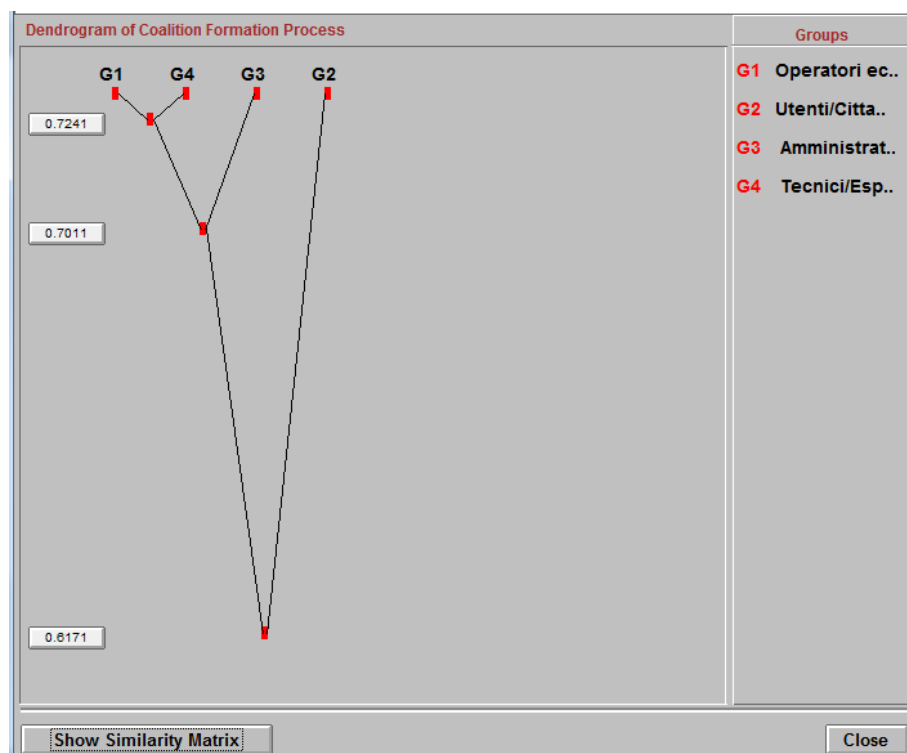 Dendrogram of Coalition Formation Process
Groups
G1 G4 G3 G2
G1 Operatori ec..
G2 Utenti/Citta..
G3 Amministrat..
G4 Tecnici/Esp..
0.7241
0.7011
0.6171
Show Similarity Matrix
Close